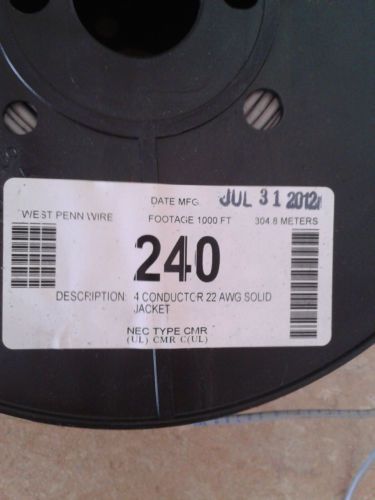 DATE MFG. JUL 31 2012
WEST PENN WIRE FOOTAGE 1000 FT 304.8 METERS
240
DESCRIPTION: 4 CONDUCTOR 22 AWG SOLID
JACKET
NEC TYPE CMR
(UL) CMR C(UL)